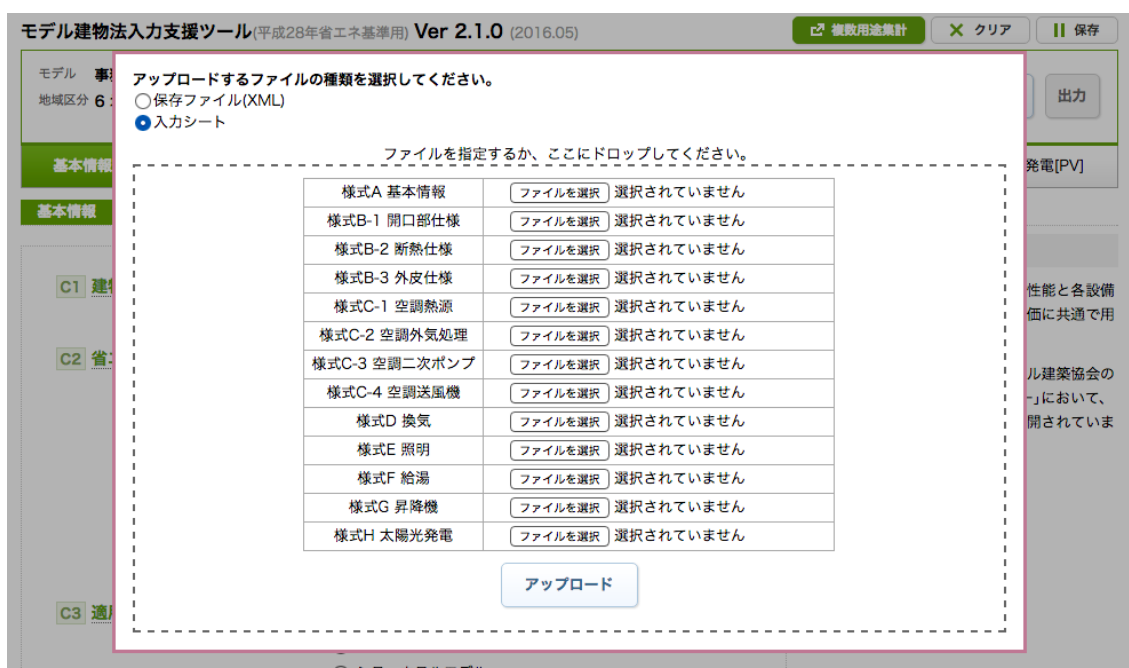 モデル建物法入力支援ツール(平成28年省エネ基準用) Ver 2.1.0 (2016.05)
複数用途集計
クリア
保存
モデル
地域区分 6
出力
アップロードするファイルの種類を選択してください。
保存ファイル(XML)
入力シート
ファイルを指定するか、ここにドロップしてください。
基本情報
発電[PV]
基本情報
様式A 基本情報 ファイルを選択 選択されていません
様式B-1 開口部仕様 ファイルを選択 選択されていません
様式B-2 断熱仕様 ファイルを選択 選択されていません
様式B-3 外皮仕様 ファイルを選択 選択されていません
様式C-1 空調熱源 ファイルを選択 選択されていません
様式C-2 空調外気処理 ファイルを選択 選択されていません
様式C-3 空調二次ポンプ ファイルを選択 選択されていません
様式C-4 空調送風機 ファイルを選択 選択されていません
様式D 換気 ファイルを選択 選択されていません
様式E 照明 ファイルを選択 選択されていません
様式F 給湯 ファイルを選択 選択されていません
様式G 昇降機 ファイルを選択 選択されていません
様式H 太陽光発電 ファイルを選択 選択されていません
アップロード
C1
C2
C3
性能と各設備
価に共通で用
ル建築協会の
ー」において、
開されていま